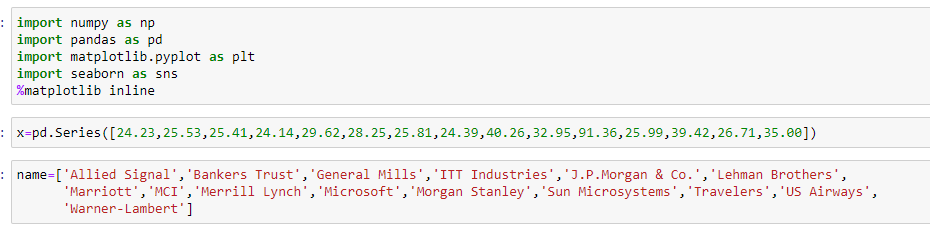 import numpy as np
import pandas as pd
import matplotlib.pyplot as plt
import seaborn as sns
%matplotlib inline
x=pd.Series([24.23,25.53,25.41,24.14,29.62,28.25,25.81,24.39,40.26,32.95,91.36,25.99,39.42,26.71,35.00])
name=['Allied Signal','Bankers Trust','General Mills','ITT Industries','J.P.Morgan & Co.','Lehman Brothers',
'Marriott','MCI','Merrill Lynch','Microsoft','Morgan Stanley','Sun Microsystems','Travelers','US Airways',
'Warner-Lambert']